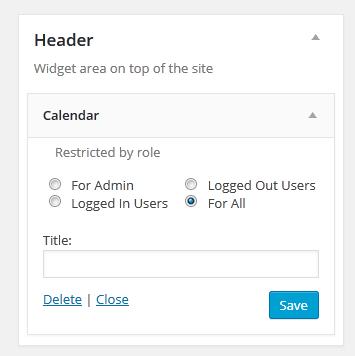 Header
Widget area on top of the site
Calendar
Restricted by role
For Admin Logged Out Users
Logged In Users For All
Title:
Delete | Close Save